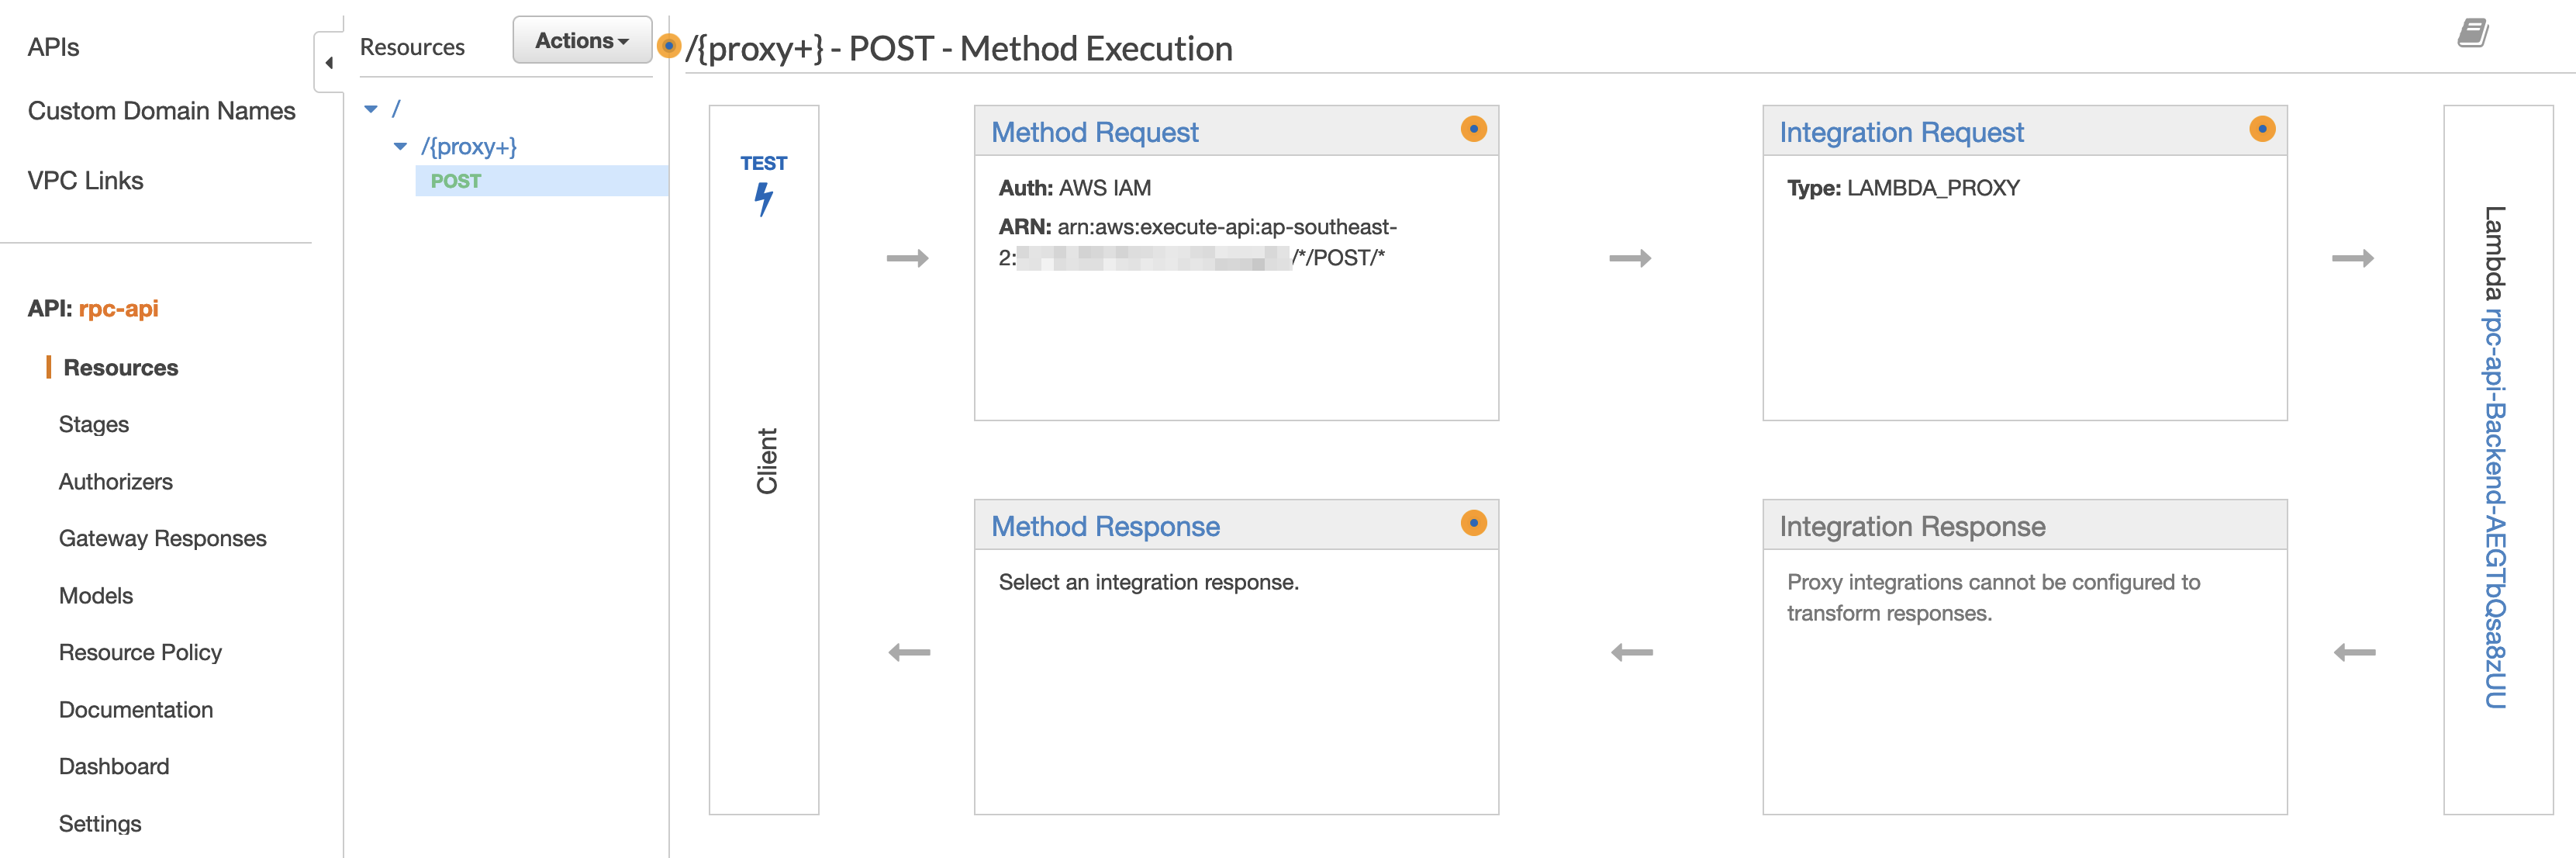 APIs
Custom Domain Names
VPC Links
API: rpc-api
Resources
Stages
Authorizers
Gateway Responses
Models
Resource Policy
Documentation
Dashboard
Settings
Resources
Actions
/
/{proxy+}
POST
/{proxy+} - POST - Method Execution
TEST
Client
Method Request
Auth: AWS IAM
ARN: arn:aws:execute-api:ap-southeast-
2:/*/POST/*
Integration Request
Type: LAMBDA_PROXY
Lambda rpc-api-Backend-AEGTbQsa8zUU
Method Response
Select an integration response.
Integration Response
Proxy integrations cannot be configured to
transform responses.